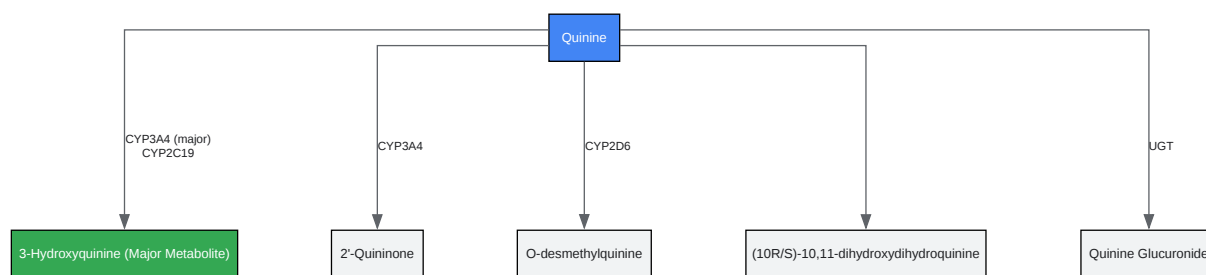 Quinine
CYP3A4 (major)
CYP2C19
CYP3A4
CYP2D6
UGT
3-Hydroxyquinine (Major Metabolite)
2'-Quininone
O-desmethylquinine
(10R/S)-10,11-dihydroxydihydroquinine
Quinine Glucuronide